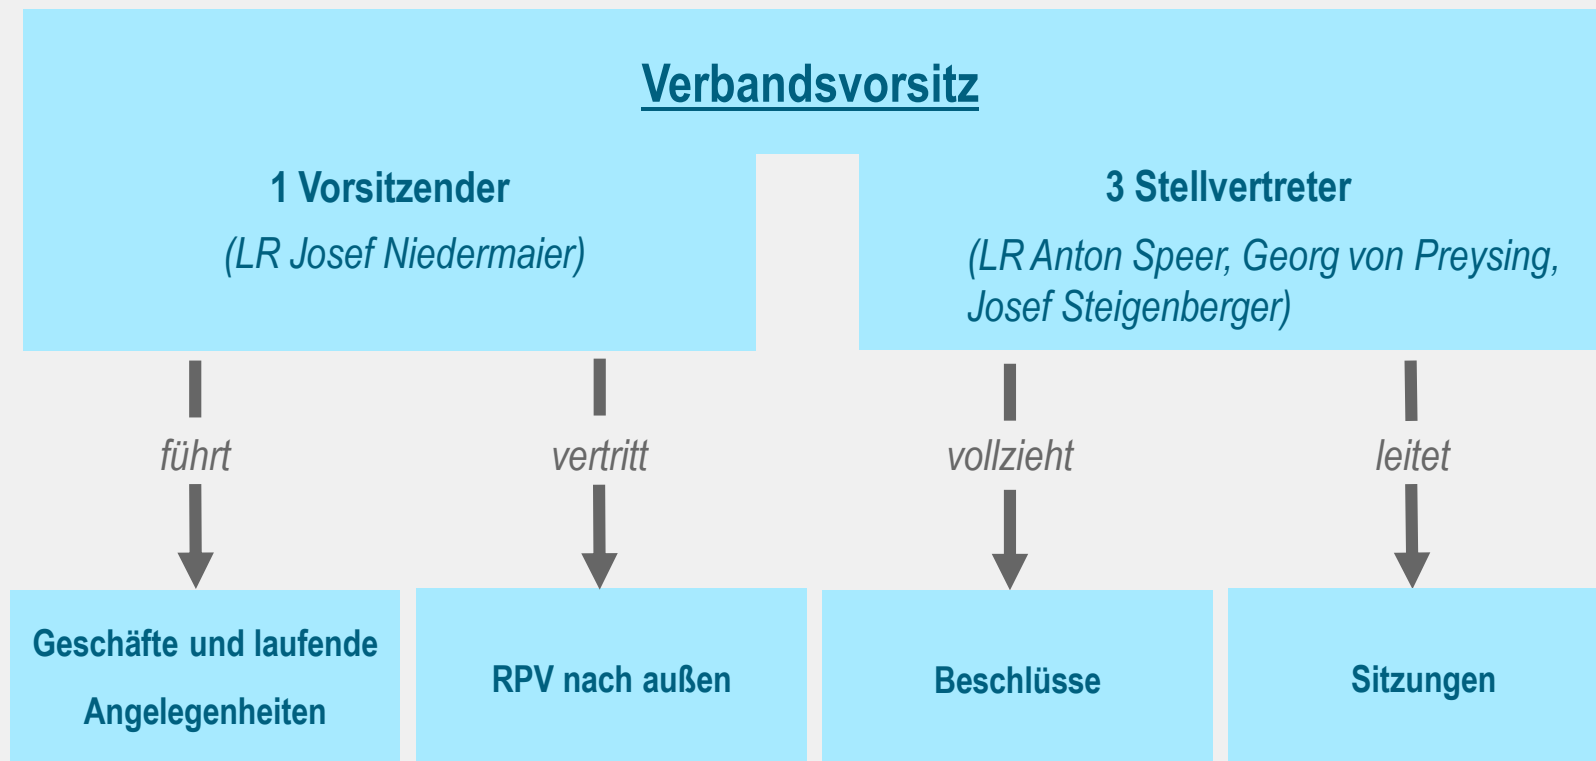 Verbandsvorsitz
1 Vorsitzender
(LR Josef Niedermaier)
3 Stellvertreter
(LR Anton Speer, Georg von Preysing,
Josef Steigenberger)
führt
vertritt
vollzieht
leitet
Geschäfte und laufende
Angelegenheiten
RPV nach außen
Beschlüsse
Sitzungen